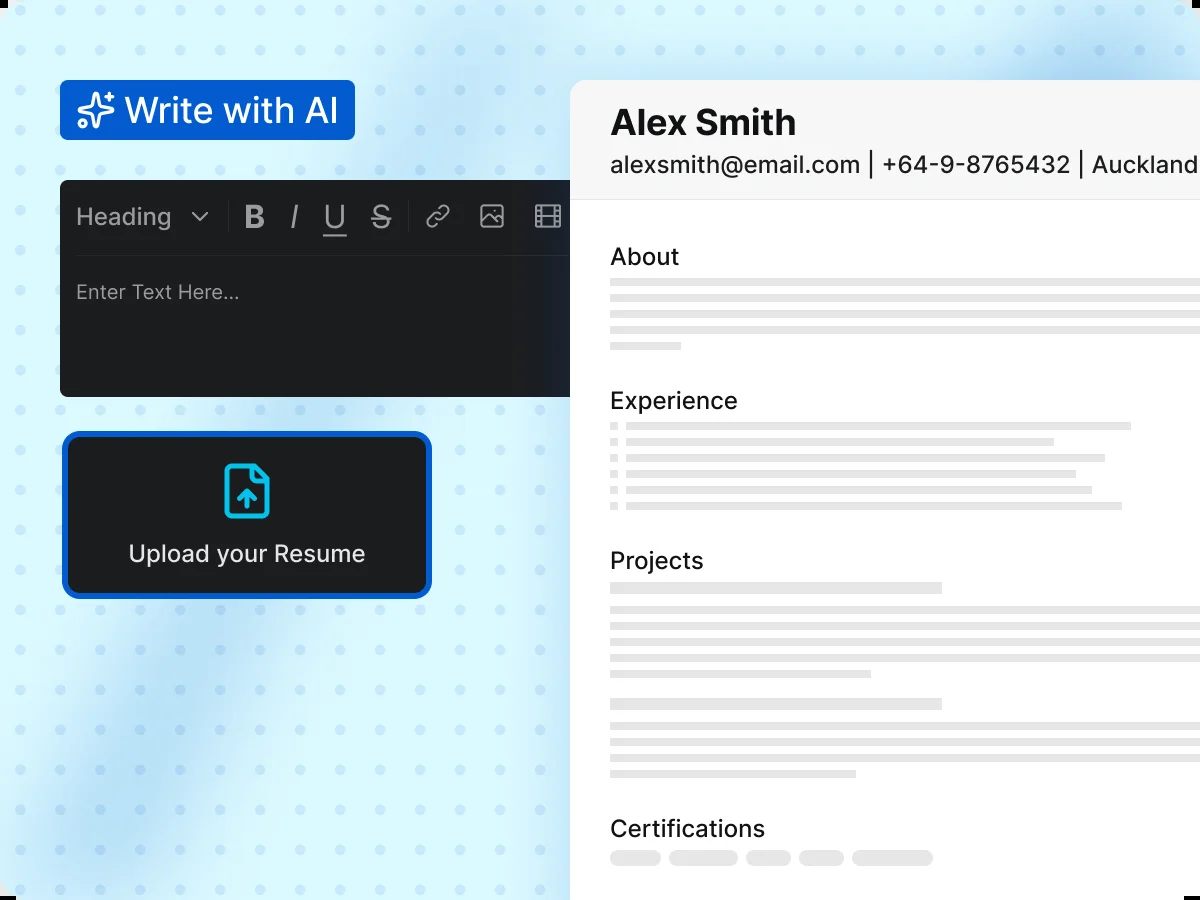 Write with AI
Heading B I U S
Enter Text Here...
Upload your Resume
Alex Smith
alexsmith@email.com | +64-9-8765432 | Auckland
About
Experience
Projects
Certifications